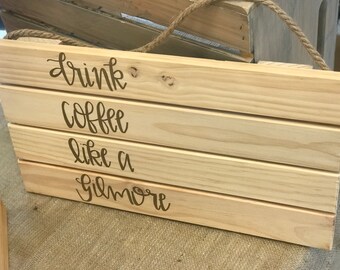 drink
coffee
like a
gilmore